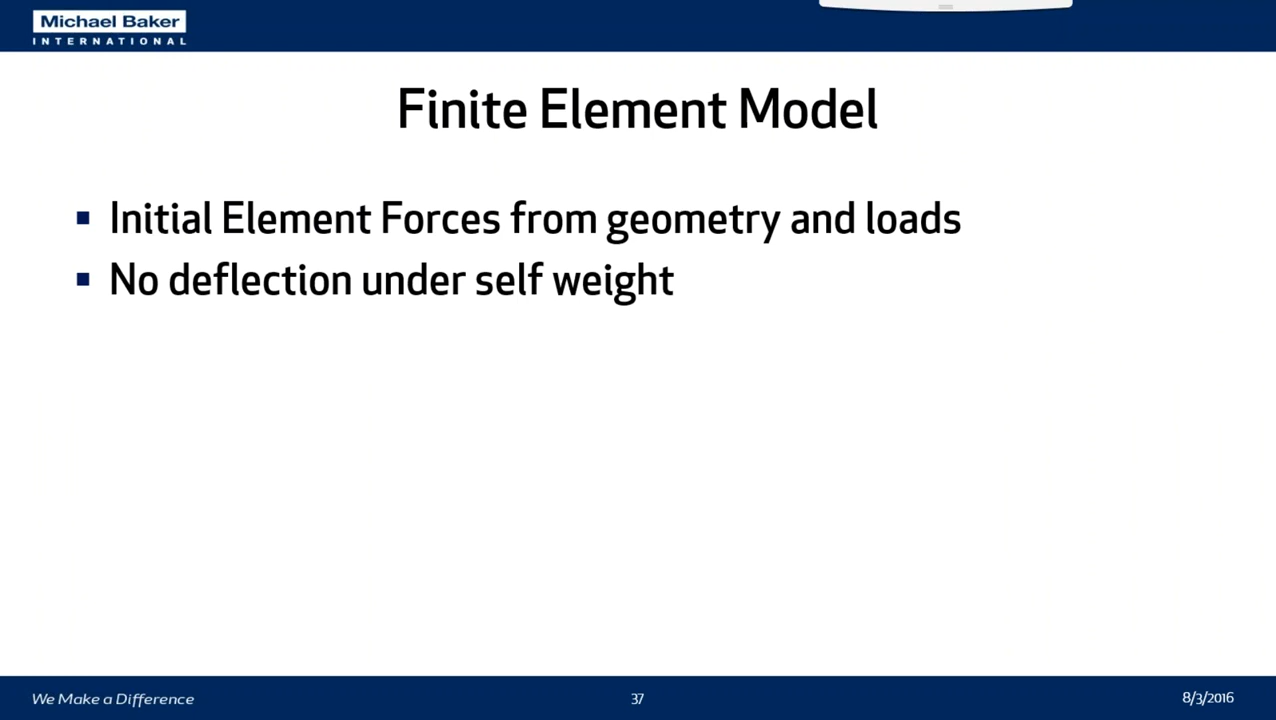 Michael Baker
INTERNATIONAL
Finite Element Model
Initial Element Forces from geometry and loads
No deflection under self weight
We Make a Difference
37
8/3/2016